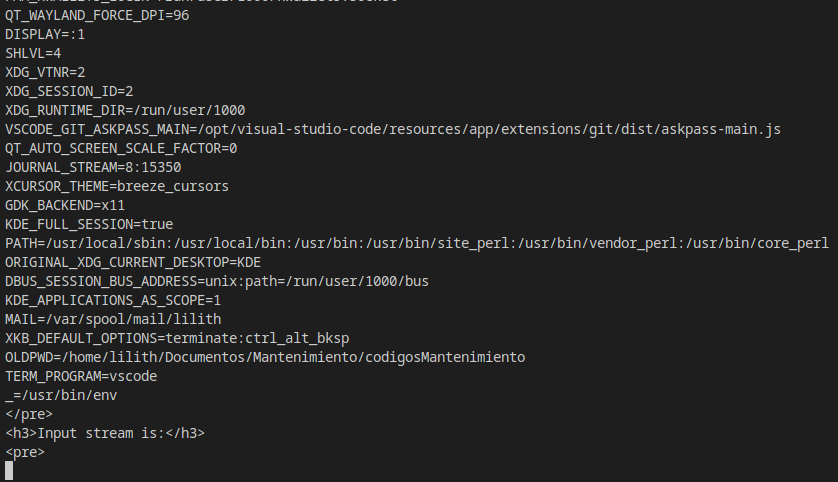 QT_WAYLAND_FORCE_DPI=96
DISPLAY=:1
SHLVL=4
XDG_VTNR=2
XDG_SESSION_ID=2
XDG_RUNTIME_DIR=/run/user/1000
VSCODE_GIT_ASKPASS_MAIN=/opt/visual-studio-code/resources/app/extensions/git/dist/askpass-main.js
QT_AUTO_SCREEN_SCALE_FACTOR=0
JOURNAL_STREAM=8:15350
XCURSOR_THEME=breeze_cursors
GDK_BACKEND=x11
KDE_FULL_SESSION=true
PATH=/usr/local/sbin:/usr/local/bin:/usr/bin:/usr/bin/site_perl:/usr/bin/vendor_perl:/usr/bin/core_perl
ORIGINAL_XDG_CURRENT_DESKTOP=KDE
DBUS_SESSION_BUS_ADDRESS=unix:path=/run/user/1000/bus
KDE_APPLICATIONS_AS_SCOPE=1
MAIL=/var/spool/mail/lilith
XKB_DEFAULT_OPTIONS=terminate:ctrl_alt_bksp
OLDPWD=/home/lilith/Documentos/Mantenimiento/codigosMantenimiento
TERM_PROGRAM=vscode
_=/usr/bin/env
</pre>
<h3>Input stream is:</h3>
<pre>